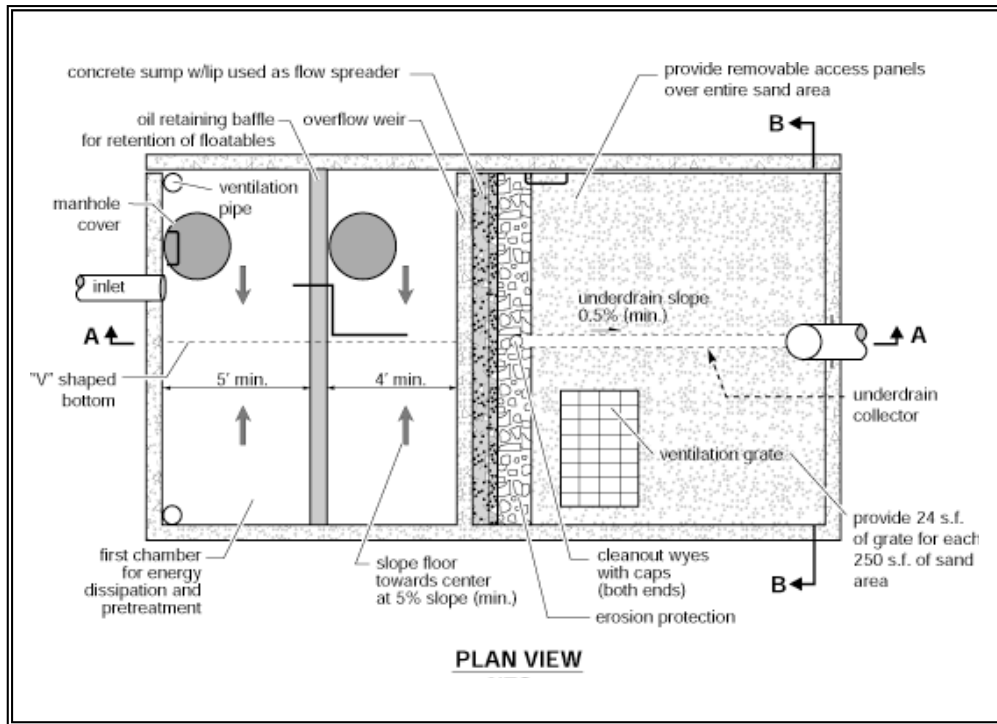 concrete sump w/lip used as flow spreader
provide removable access panels
over entire sand area
oil retaining baffle
for retention of floatables
overflow weir
B
ventilation
pipe
manhole
cover
inlet
underdrain slope
0.5% (min.)
A
A
"V" shaped
bottom
5' min.
4' min.
underdrain
collector
ventilation grate
provide 24 s.f.
of grate for each
250 s.f. of sand
area
first chamber
for energy
dissipation and
pretreatment
slope floor
towards center
at 5% slope (min.)
cleanout wyes
with caps
(both ends)
B
erosion protection
PLAN VIEW